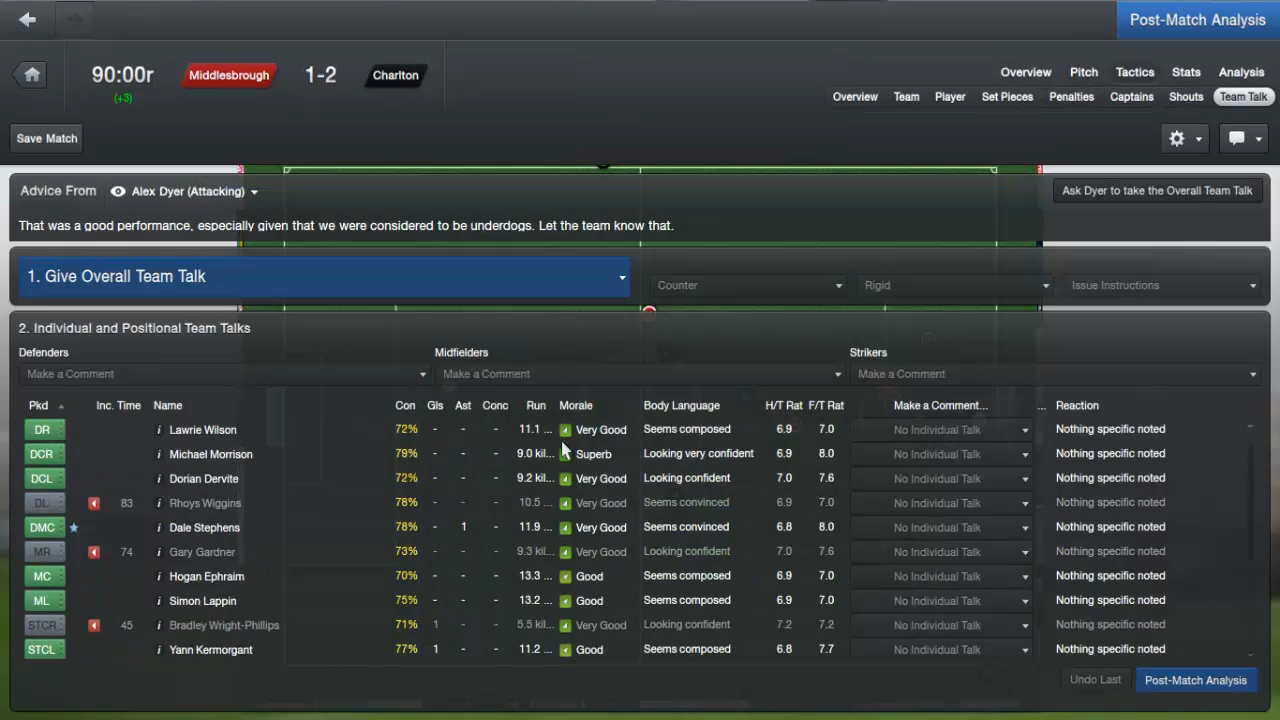 Post-Match Analysis
90:00r Middlesbrough 1-2 Charlton
(+3)
Overview Pitch Tactics Stats Analysis
Overview Team Player Set Pieces Penalties Captains Shouts Team Talk
Save Match
Advice From Alex Dyer (Attacking) Ask Dyer to take the Overall Team Talk
That was a good performance, especially given that we were considered to be underdogs. Let the team know that.
1. Give Overall Team Talk Counter Rigid Issue Instructions
2. Individual and Positional Team Talks
Defenders Midfielders Strikers
Make a Comment Make a Comment Make a Comment
Pkd Inc. Time Name Con Gls Ast Conc Run Morale Body Language H/T Rat F/T Rat Make a Comment... ... Reaction
DR i Lawrie Wilson 72% - - - 11.1 ... Very Good Seems composed 6.9 7.0 No Individual Talk Nothing specific noted
DCR i Michael Morrison 79% - - - 9.0 kil... Superb Looking very confident 6.9 8.0 No Individual Talk Nothing specific noted
DCL i Dorian Dervite 72% - - - 9.2 kil... Very Good Looking confident 7.0 7.6 No Individual Talk Nothing specific noted
DL 83 i Rhoys Wiggins 78% - - - 10.5 ... Very Good Seems convinced 6.9 7.0 No Individual Talk Nothing specific noted
DMC i Dale Stephens 78% - 1 - 11.9 ... Very Good Seems convinced 6.8 8.0 No Individual Talk Nothing specific noted
MR 74 i Gary Gardner 73% - - - 9.3 kil... Very Good Looking confident 7.0 7.6 No Individual Talk Nothing specific noted
MC i Hogan Ephraim 70% - - - 13.3 ... Good Seems composed 6.9 7.0 No Individual Talk Nothing specific noted
ML i Simon Lappin 75% - - - 13.2 ... Good Seems composed 6.9 7.0 No Individual Talk Nothing specific noted
STCR 45 i Bradley Wright-Phillips 71% 1 - - 5.5 kil... Very Good Looking confident 7.2 7.2 No Individual Talk Nothing specific noted
STCL i Yann Kermorgant 77% 1 - - 11.2 ... Good Seems composed 6.8 7.7 No Individual Talk Nothing specific noted
Undo Last Post-Match Analysis